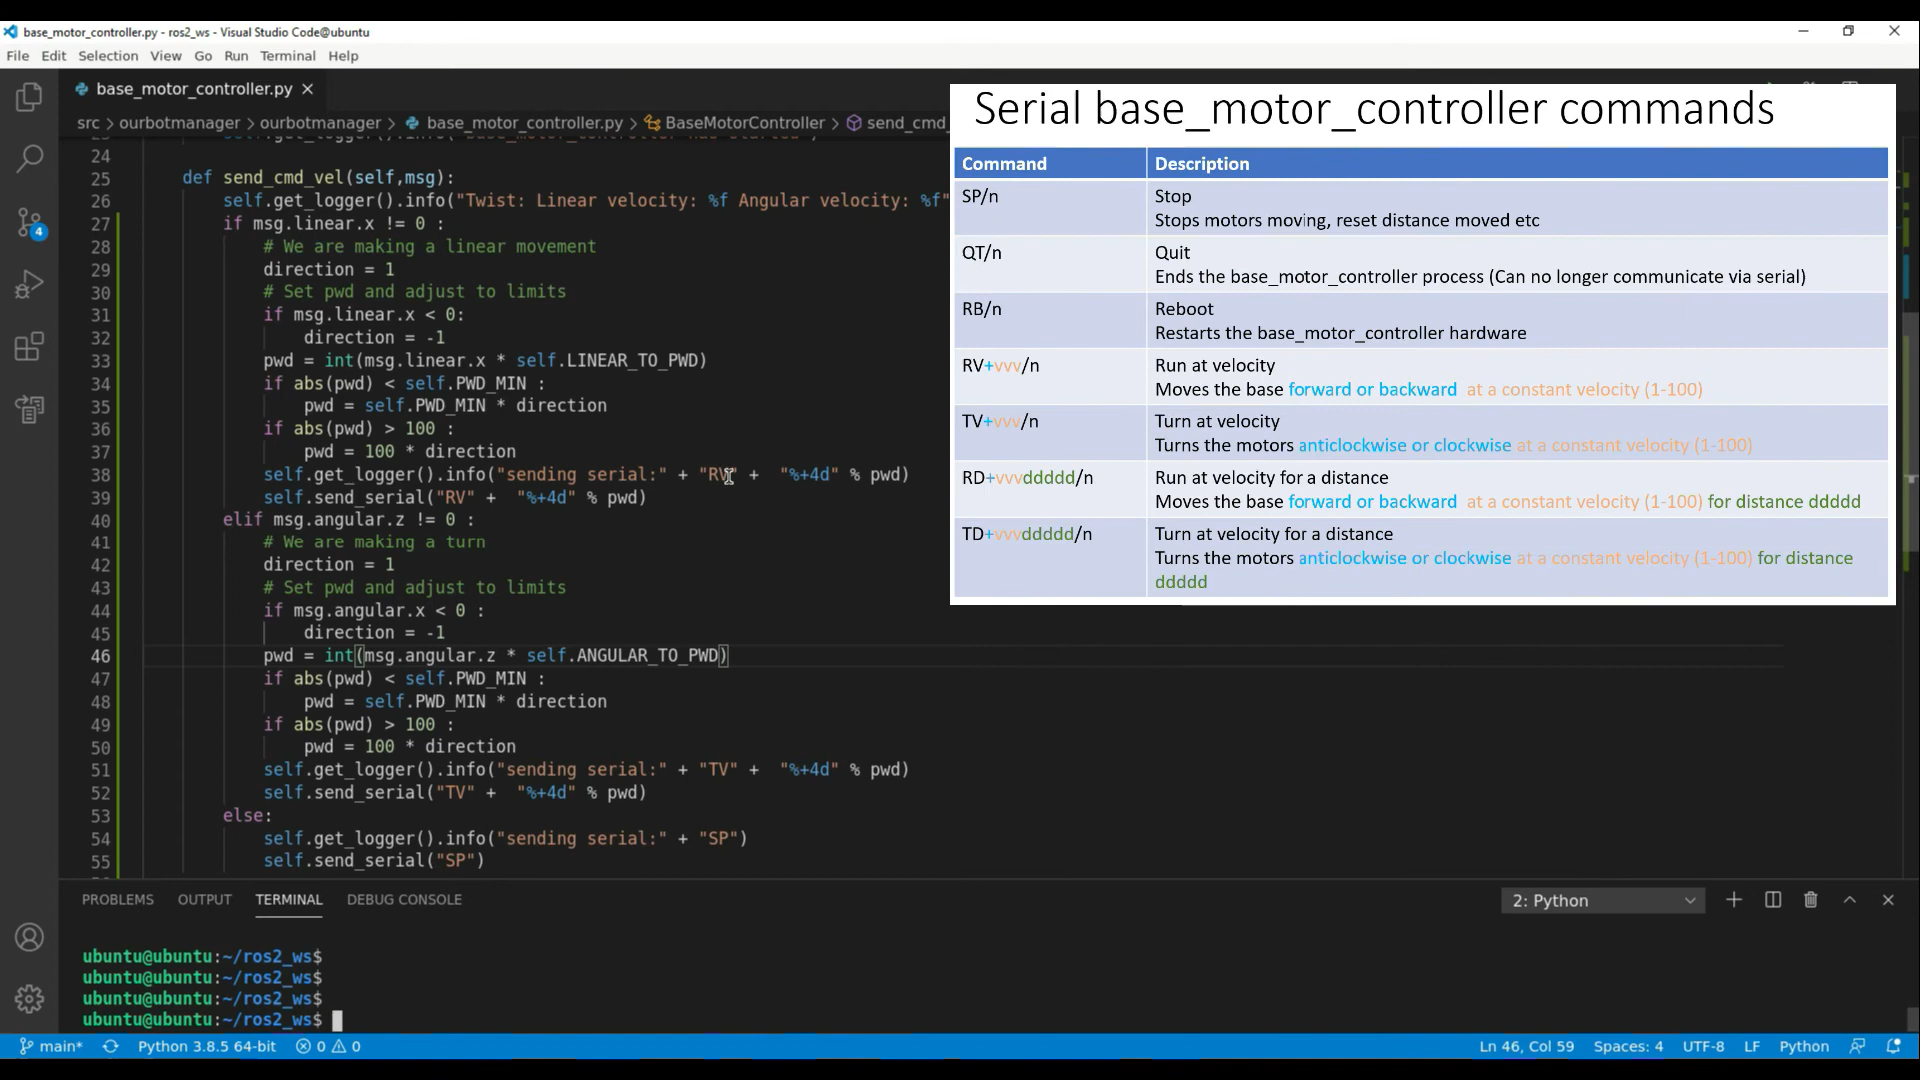 base_motor_controller.py - ros2_ws - Visual Studio Code@ubuntu
File Edit Selection View Go Run Terminal Help
base_motor_controller.py
src > ourbotmanager > ourbotmanager > base_motor_controller.py > BaseMotorController > send_cmd_
24
25 def send_cmd_vel(self,msg):
26 self.get_logger().info("Twist: Linear velocity: %f Angular velocity: %f"
27 if msg.linear.x != 0 :
28 # We are making a linear movement
29 direction = 1
30 # Set pwd and adjust to limits
31 if msg.linear.x < 0:
32 direction = -1
33 pwd = int(msg.linear.x * self.LINEAR_TO_PWD)
34 if abs(pwd) < self.PWD_MIN :
35 pwd = self.PWD_MIN * direction
36 if abs(pwd) > 100 :
37 pwd = 100 * direction
38 self.get_logger().info("sending serial:" + "RV" +  "%+4d" % pwd)
39 self.send_serial("RV" +  "%+4d" % pwd)
40 elif msg.angular.z != 0 :
41 # We are making a turn
42 direction = 1
43 # Set pwd and adjust to limits
44 if msg.angular.x < 0 :
45 direction = -1
46 pwd = int(msg.angular.z * self.ANGULAR_TO_PWD)
47 if abs(pwd) < self.PWD_MIN :
48 pwd = self.PWD_MIN * direction
49 if abs(pwd) > 100 :
50 pwd = 100 * direction
51 self.get_logger().info("sending serial:" + "TV" +  "%+4d" % pwd)
52 self.send_serial("TV" +  "%+4d" % pwd)
53 else:
54 self.get_logger().info("sending serial:" + "SP")
55 self.send_serial("SP")
Serial base_motor_controller commands
Command Description
SP/n Stop
Stops motors moving, reset distance moved etc
QT/n Quit
Ends the base_motor_controller process (Can no longer communicate via serial)
RB/n Reboot
Restarts the base_motor_controller hardware
RV+vvv/n Run at velocity
Moves the base forward or backward at a constant velocity (1-100)
TV+vvv/n Turn at velocity
Turns the motors anticlockwise or clockwise at a constant velocity (1-100)
RD+vvvddddd/n Run at velocity for a distance
Moves the base forward or backward at a constant velocity (1-100) for distance ddddd
TD+vvvddddd/n Turn at velocity for a distance
Turns the motors anticlockwise or clockwise at a constant velocity (1-100) for distance
ddddd
4
PROBLEMS OUTPUT TERMINAL DEBUG CONSOLE 2: Python
ubuntu@ubuntu:~/ros2_ws$
ubuntu@ubuntu:~/ros2_ws$
ubuntu@ubuntu:~/ros2_ws$
ubuntu@ubuntu:~/ros2_ws$
main* Python 3.8.5 64-bit 0 0 Ln 46, Col 59 Spaces: 4 UTF-8 LF Python